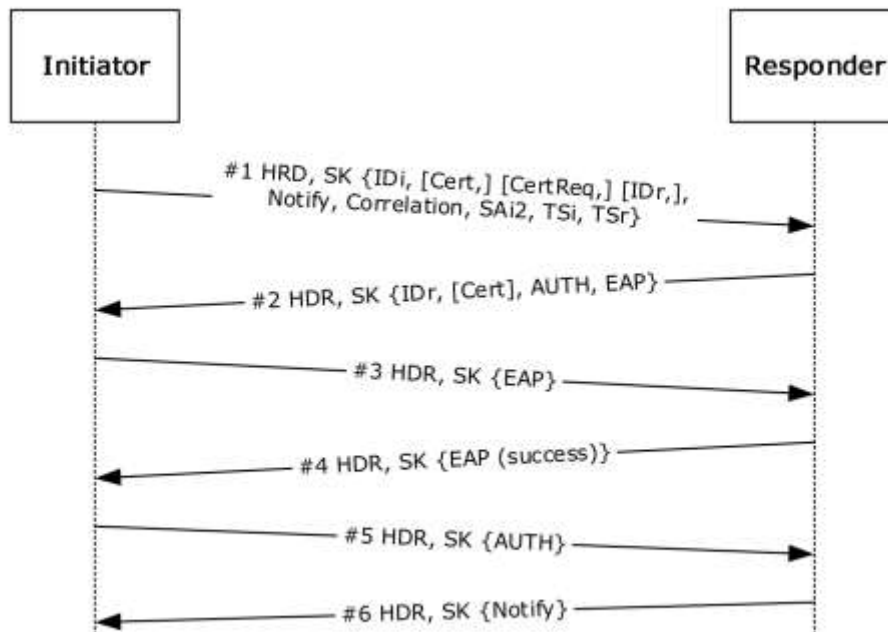 Initiator
Responder
#1 HRD, SK {IDi, [Cert,] [CertReq,] [IDr,],
Notify, Correlation, SAi2, TSi, TSr}
#2 HDR, SK {IDr, [Cert], AUTH, EAP}
#3 HDR, SK {EAP}
#4 HDR, SK {EAP (success)}
#5 HDR, SK {AUTH}
#6 HDR, SK {Notify}